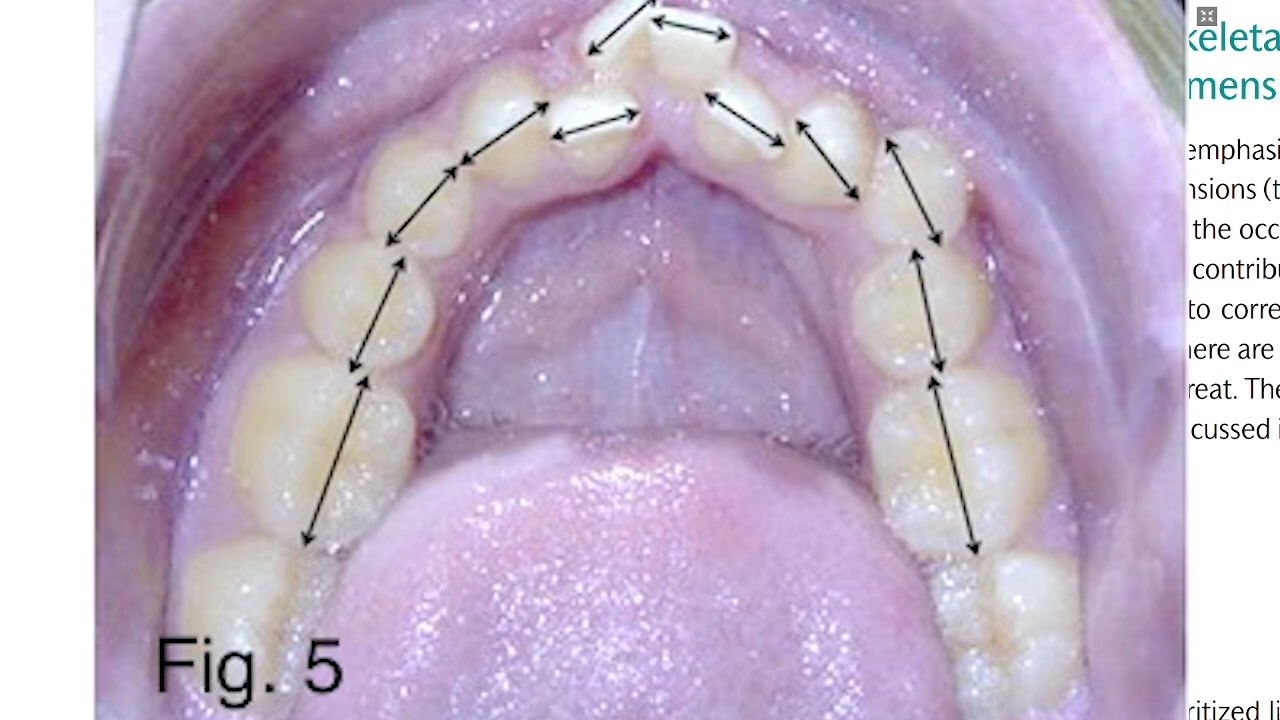 keleta
mens
emphasi
nsions (t
the occ
contribu
to corre
here are
reat. The
cussed i
ritized li
Fig. 5